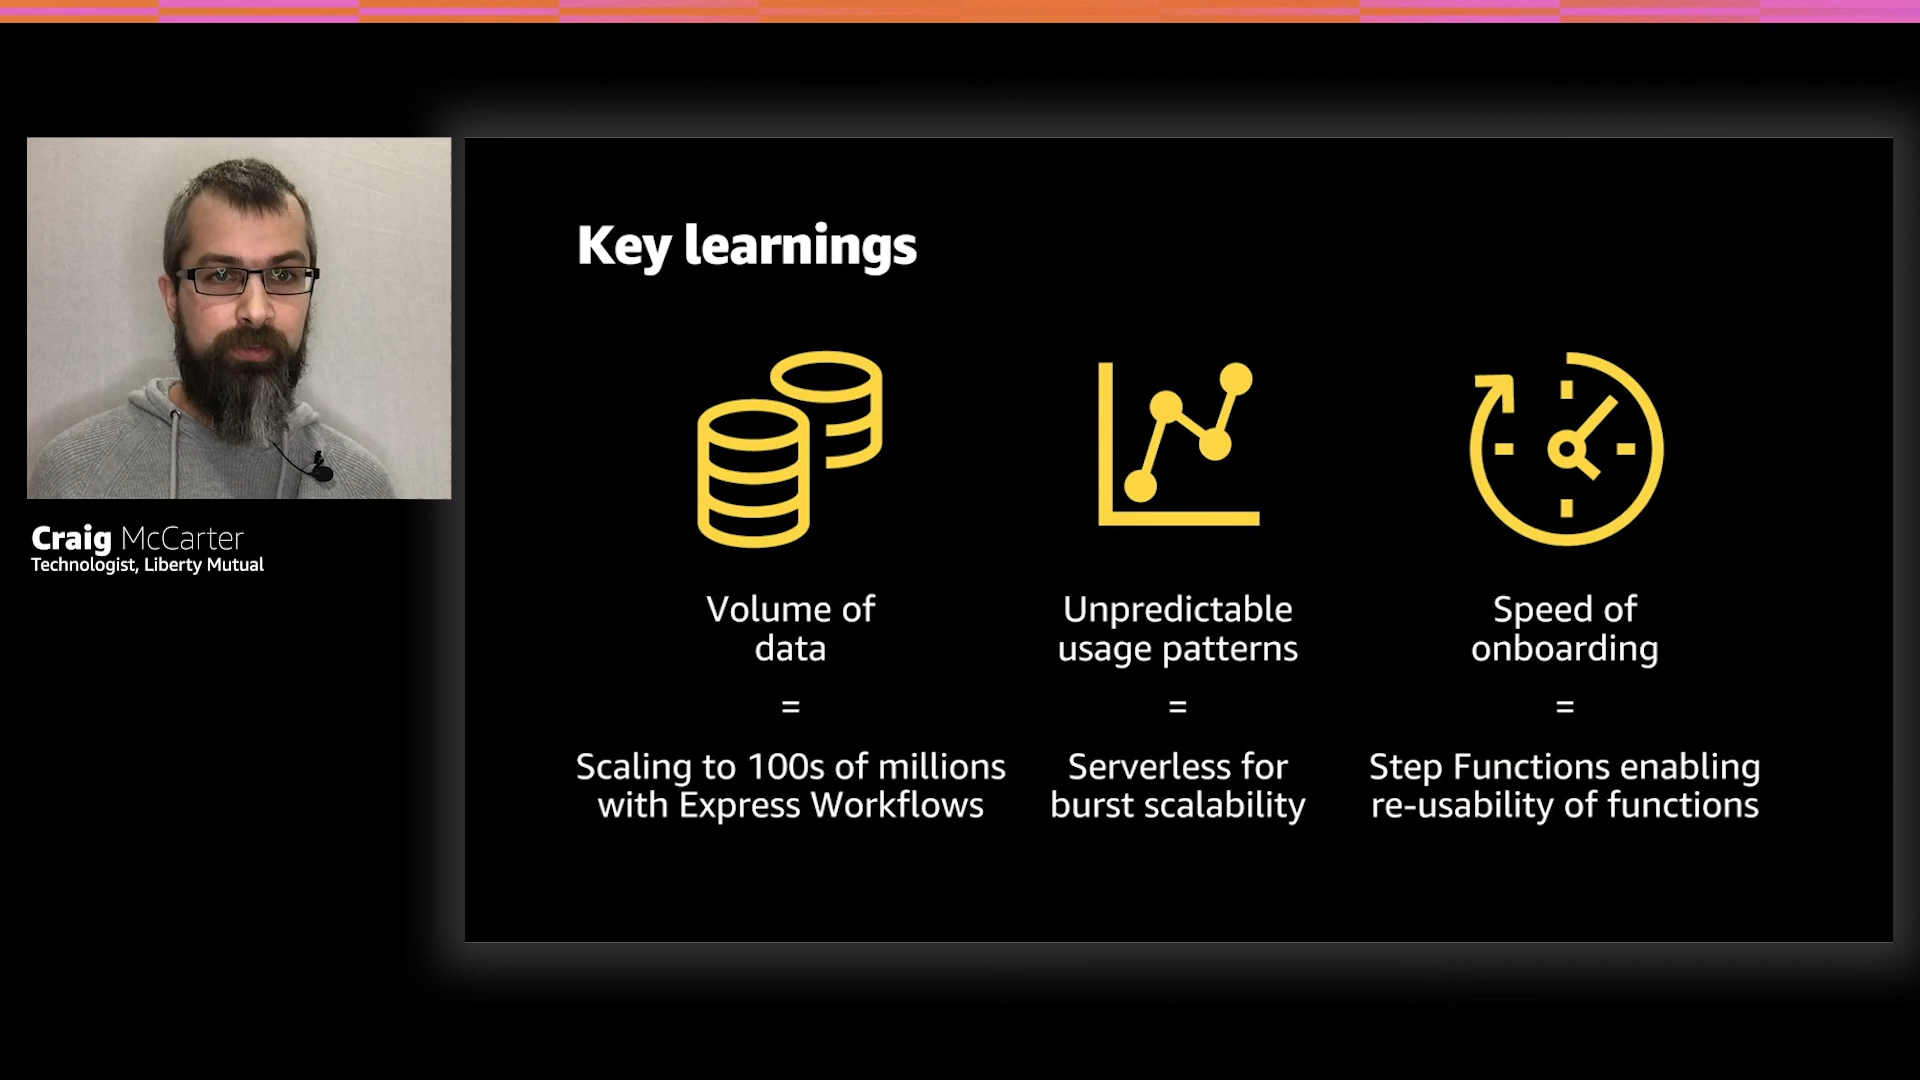 Key learnings
Craig McCarter
Technologist, Liberty Mutual
Volume of
data
=
Scaling to 100s of millions
with Express Workflows
Unpredictable
usage patterns
=
Serverless for
burst scalability
Speed of
onboarding
=
Step Functions enabling
re-usability of functions